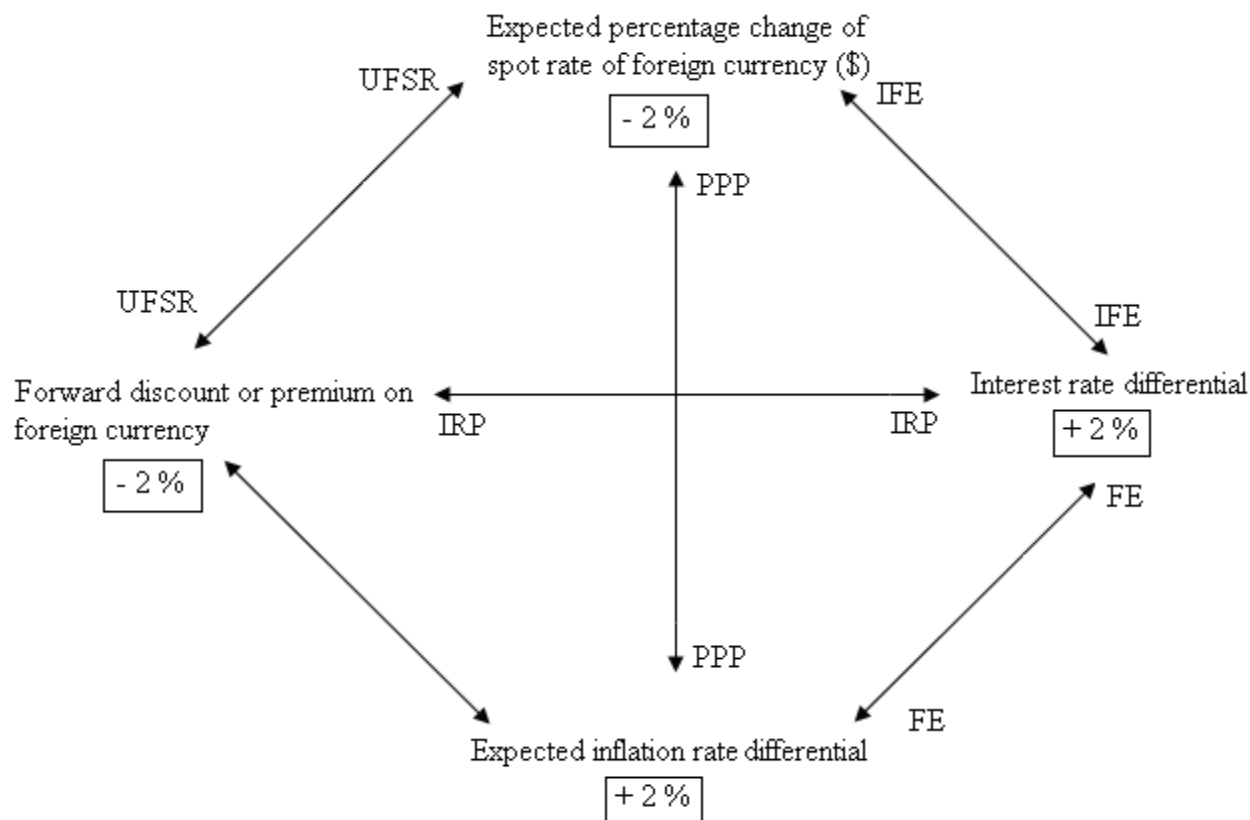 Expected percentage change of
spot rate of foreign currency ($)
- 2 %
UFSR
IFE
PPP
UFSR
IFE
Forward discount or premium on
foreign currency
- 2 %
IRP
IRP
Interest rate differential
+ 2 %
FE
PPP
FE
Expected inflation rate differential
+ 2 %